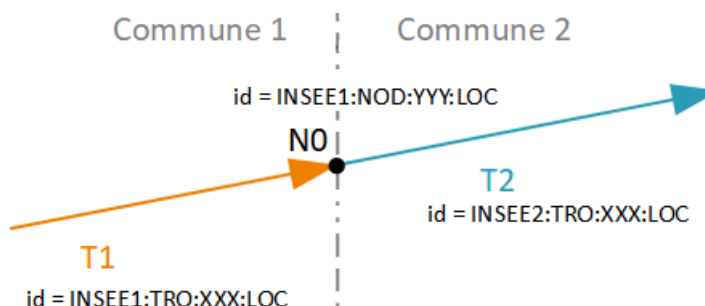 Commune 1
Commune 2
id = INSEE1:NOD:YYY:LOC
N0
T2
id = INSEE2:TRO:XXX:LOC
T1
id = INSEE1:TRO:XXX:LOC